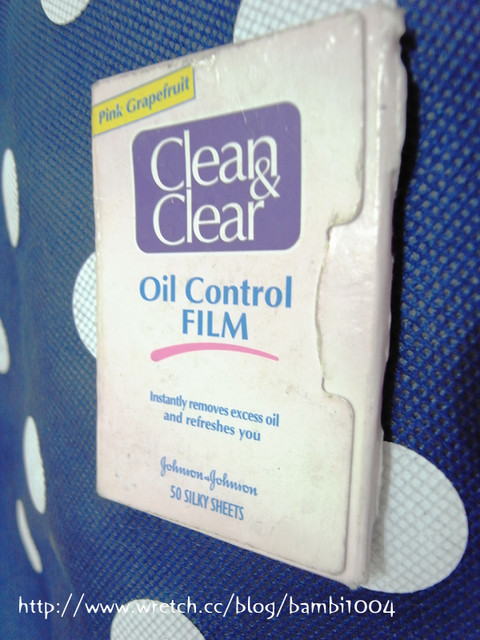 Pink Grapefruit
Clean
&
Clear
Oil Control
FILM
Instantly removes excess oil
and refreshes you
Johnson & Johnson
50 SILKY SHEETS
http://www.wretch.cc/blog/bambi1004